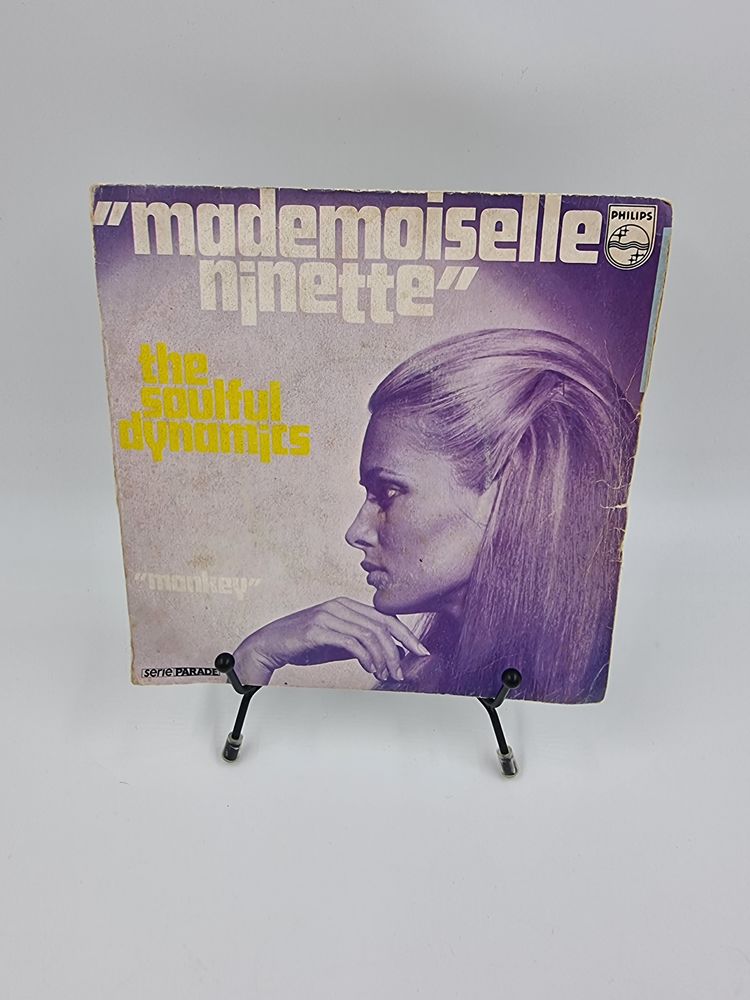 "mademoiselle
ninette"
PHILIPS
the
soulful
dynamics
"monkey"
serie PARADE